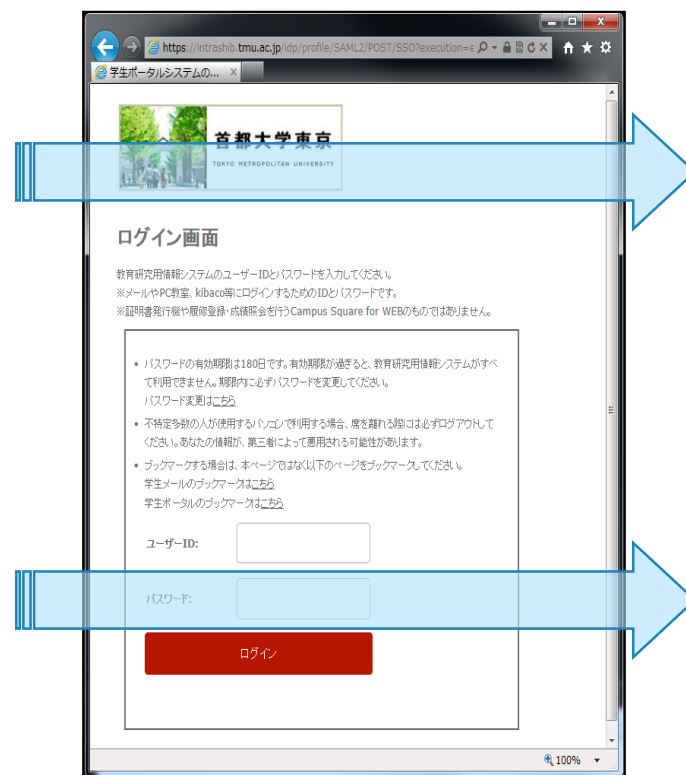 https://intrashib.tmu.ac.jp/idp/profile/SAML2/POST/SSO?execution=e
学生ポータルシステムの... ×
首都大学東京
TOKYO METROPOLITAN UNIVERSITY
ログイン画面
教育研究用情報システムのユーザーIDとパスワードを入力してください。
※メールやPC教室、kibaco等にログインするためのIDとパスワードです。
※証明書発行機や履修登録・成績照会を行うCampus Square for WEBのものではありません。
• パスワードの有効期限は180日です。有効期限が過ぎると、教育研究用情報システムがすべ
て利用できません。期限内に必ずパスワードを変更してください。
パスワード変更はこちら
• 不特定多数の人が使用するパソコンで利用する場合、席を離れる際には必ずログアウトして
ください。あなたの情報が、第三者によって悪用される可能性があります。
• ブックマークする場合は、本ページではなく以下のページをブックマークしてください。
学生メールのブックマークはこちら
学生ポータルのブックマークはこちら
ユーザーID:
パスワード:
ログイン
100%